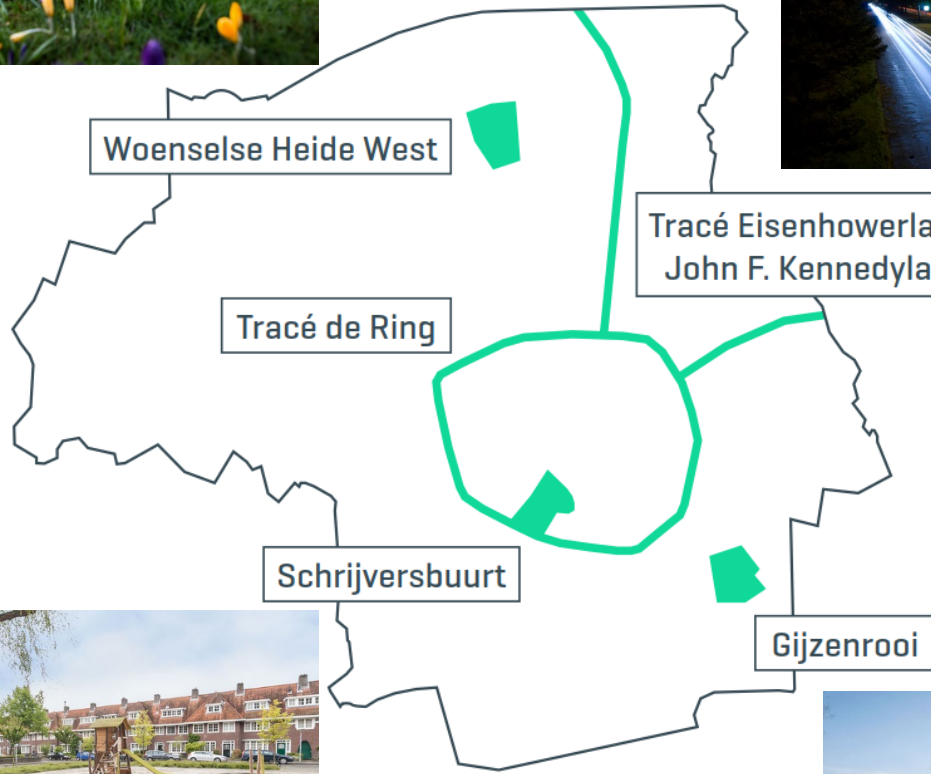 Woenselse Heide West
Tracé Eisenhowerla
John F. Kennedyla
Tracé de Ring
Schrijversbuurt
Gijzenrooi